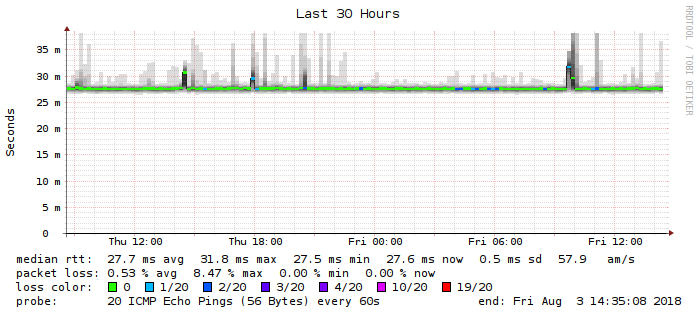 Last 30 Hours
RRDTOOL / TOBI OETIKER
Seconds
35 m
30 m
25 m
20 m
15 m
10 m
5 m
0
Thu 12:00 Thu 18:00 Fri 00:00 Fri 06:00 Fri 12:00
median rtt: 27.7 ms avg 31.8 ms max 27.5 ms min 27.6 ms now 0.5 ms sd 57.9 am/s
packet loss: 0.53 % avg 8.47 % max 0.00 % min 0.00 % now
loss color: 0 1/20 2/20 3/20 4/20 10/20 19/20
probe: 20 ICMP Echo Pings (56 Bytes) every 60s end: Fri Aug 3 14:35:08 2018